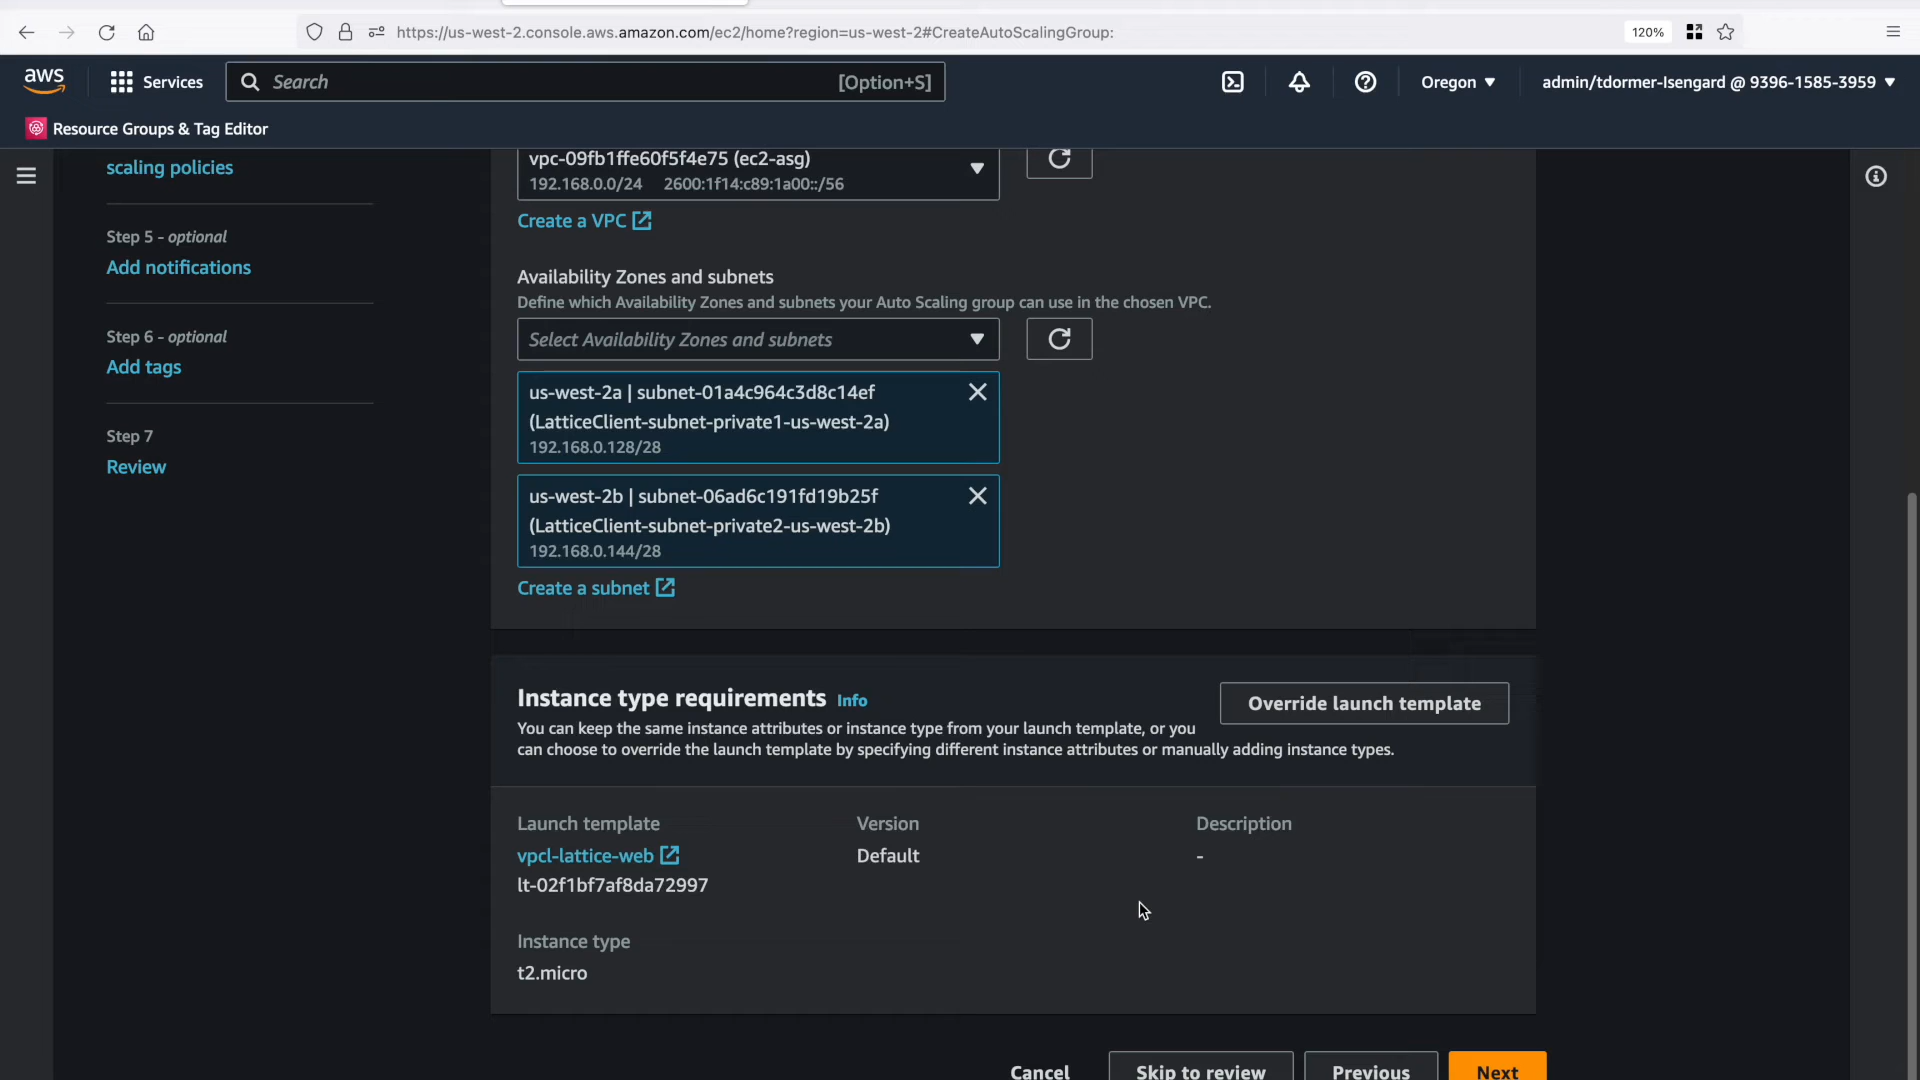 https://us-west-2.console.aws.amazon.com/ec2/home?region=us-west-2#CreateAutoScalingGroup:
120%
aws
Services
Search
[Option+S]
Oregon
admin/tdormer-Isengard @ 9396-1585-3959
Resource Groups & Tag Editor
scaling policies
Step 5 - optional
Add notifications
Step 6 - optional
Add tags
Step 7
Review
vpc-09fb1ffe60f5f4e75 (ec2-asg)
192.168.0.0/24 2600:1f14:c89:1a00::/56
Create a VPC
Availability Zones and subnets
Define which Availability Zones and subnets your Auto Scaling group can use in the chosen VPC.
Select Availability Zones and subnets
us-west-2a | subnet-01a4c964c3d8c14ef
(LatticeClient-subnet-private1-us-west-2a)
192.168.0.128/28
us-west-2b | subnet-06ad6c191fd19b25f
(LatticeClient-subnet-private2-us-west-2b)
192.168.0.144/28
Create a subnet
Instance type requirements Info
Override launch template
You can keep the same instance attributes or instance type from your launch template, or you
can choose to override the launch template by specifying different instance attributes or manually adding instance types.
Launch template
vpcl-lattice-web
lt-02f1bf7af8da72997
Version
Default
Description
-
Instance type
t2.micro
Cancel
Skip to review
Previous
Next